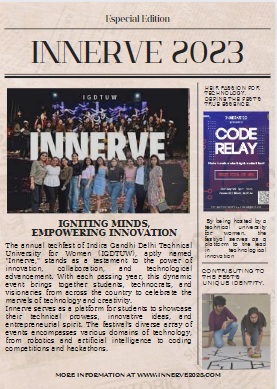 Especial Edition
INNERVE 2023
IGDTUW
INNERVE
IGNITING MINDS,
EMPOWERING INNOVATION
The annual techfest of Indira Gandhi Delhi Technical
University for Women (IGDTUW), aptly named
"Innerve," stands as a testament to the power of
innovation, collaboration, and technological
advancement. With each passing year, this dynamic
event brings together students, technocrats, and
visionaries from across the country to celebrate the
marvels of technology and creativity.
Innerve serves as a platform for students to showcase
their technical prowess, innovative ideas, and
entrepreneurial spirit. The festival's diverse array of
events encompasses various domains of technology,
from robotics and artificial intelligence to coding
competitions and hackathons.
HEIR PASSION FOR
TECHNOLOGY,
THE FEST'S
TRUE ESSENCE.
CODE
RELAY
By being hosted by a
technical university
for women, the
festival serves as a
platform to the lead
in technological
innovation
CONTRIBUTING TO
THE FEST'S
UNIQUE IDENTITY.
MORE INFORMATION AT WWW.INNERVE2023.COM